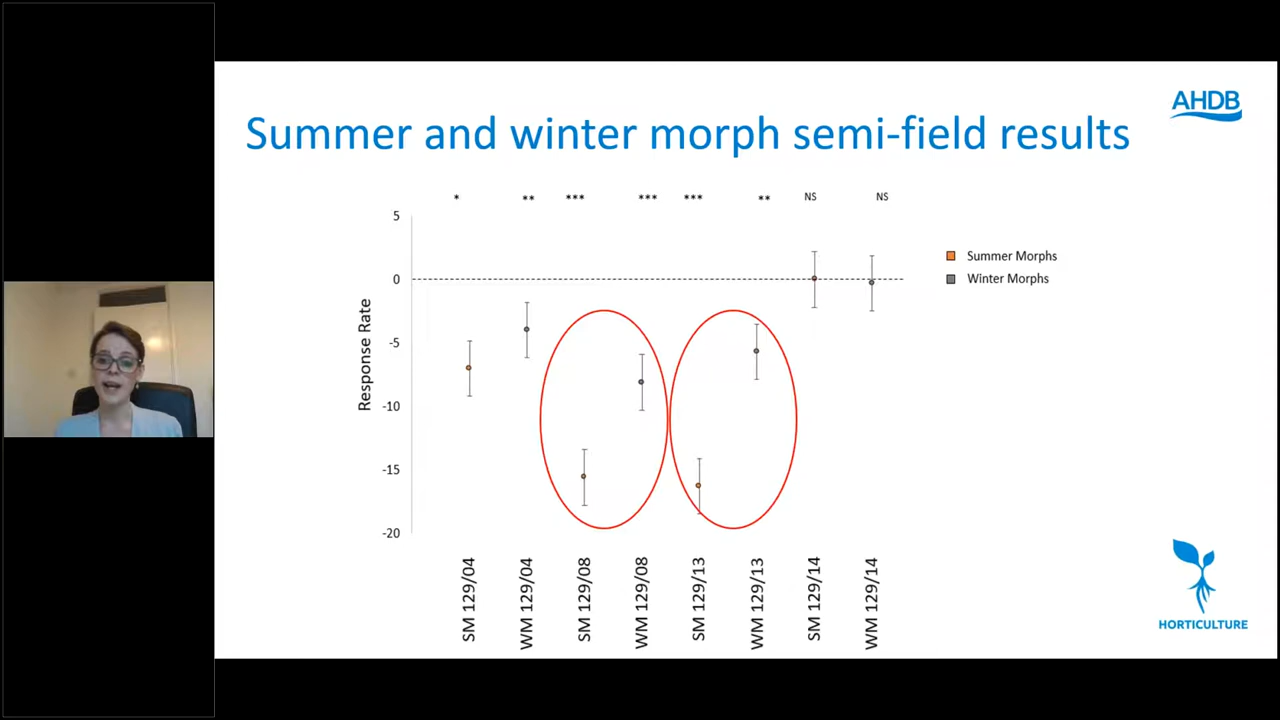 AHDB
Summer and winter morph semi-field results
* ** *** *** *** ** NS NS
5
0
-5
-10
-15
-20
Response Rate
Summer Morphs
Winter Morphs
SM 129/04
WM 129/04
SM 129/08
WM 129/08
SM 129/13
WM 129/13
SM 129/14
WM 129/14
HORTICULTURE